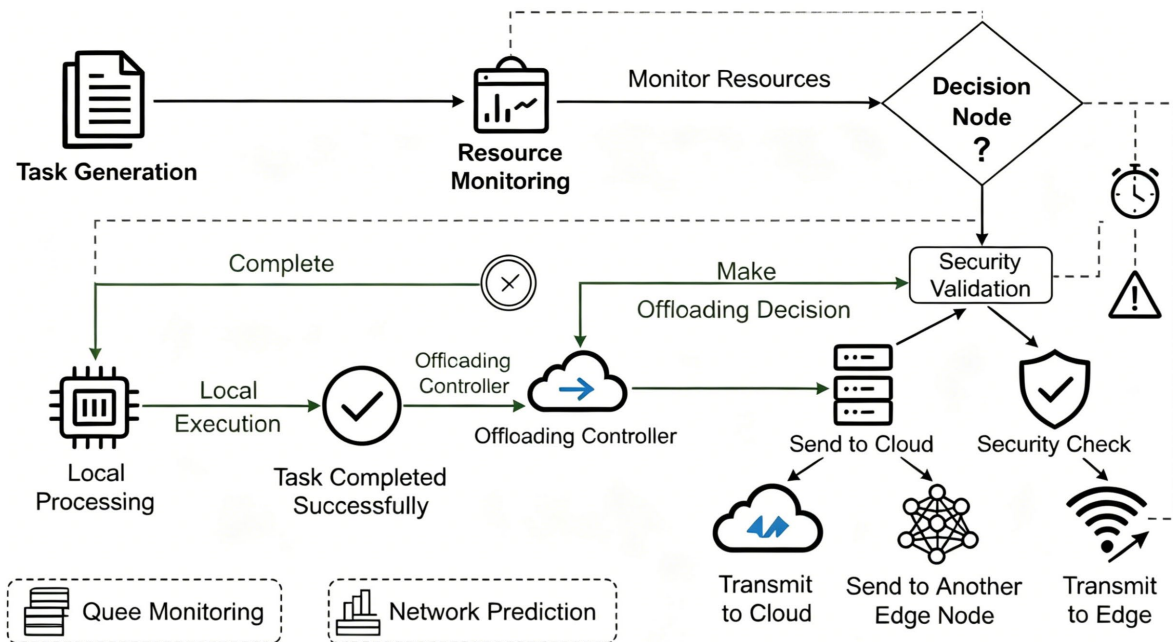 Task Generation
Resource
Monitoring
Monitor Resources
Decision
Node
?
Complete
Make
Offloading Decision
Security
Validation
Local
Execution
Officading
Controller
Local
Processing
Task Completed
Successfully
Offloading Controller
Send to Cloud
Security Check
Transmit
to Cloud
Send to Another
Edge Node
Transmit
to Edge
Quee Monitoring
Network Prediction